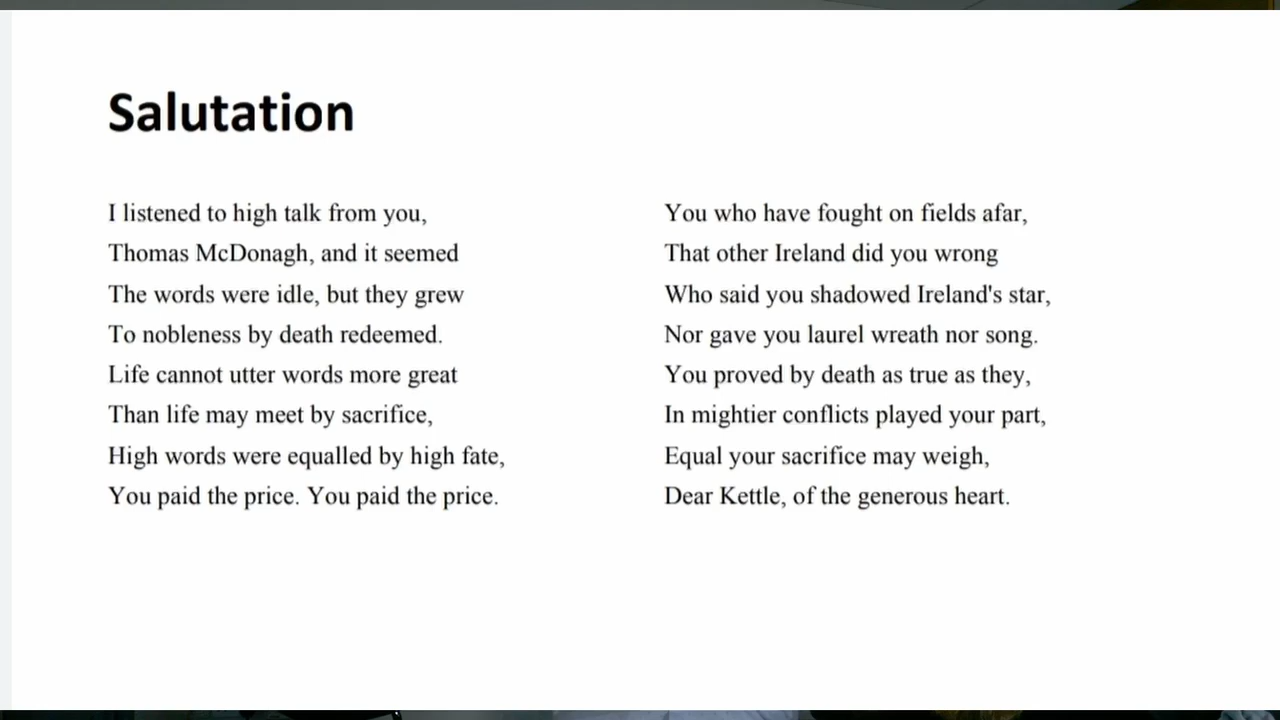 Salutation
I listened to high talk from you,
Thomas McDonagh, and it seemed
The words were idle, but they grew
To nobleness by death redeemed.
Life cannot utter words more great
Than life may meet by sacrifice,
High words were equalled by high fate,
You paid the price. You paid the price.
You who have fought on fields afar,
That other Ireland did you wrong
Who said you shadowed Ireland's star,
Nor gave you laurel wreath nor song.
You proved by death as true as they,
In mightier conflicts played your part,
Equal your sacrifice may weigh,
Dear Kettle, of the generous heart.